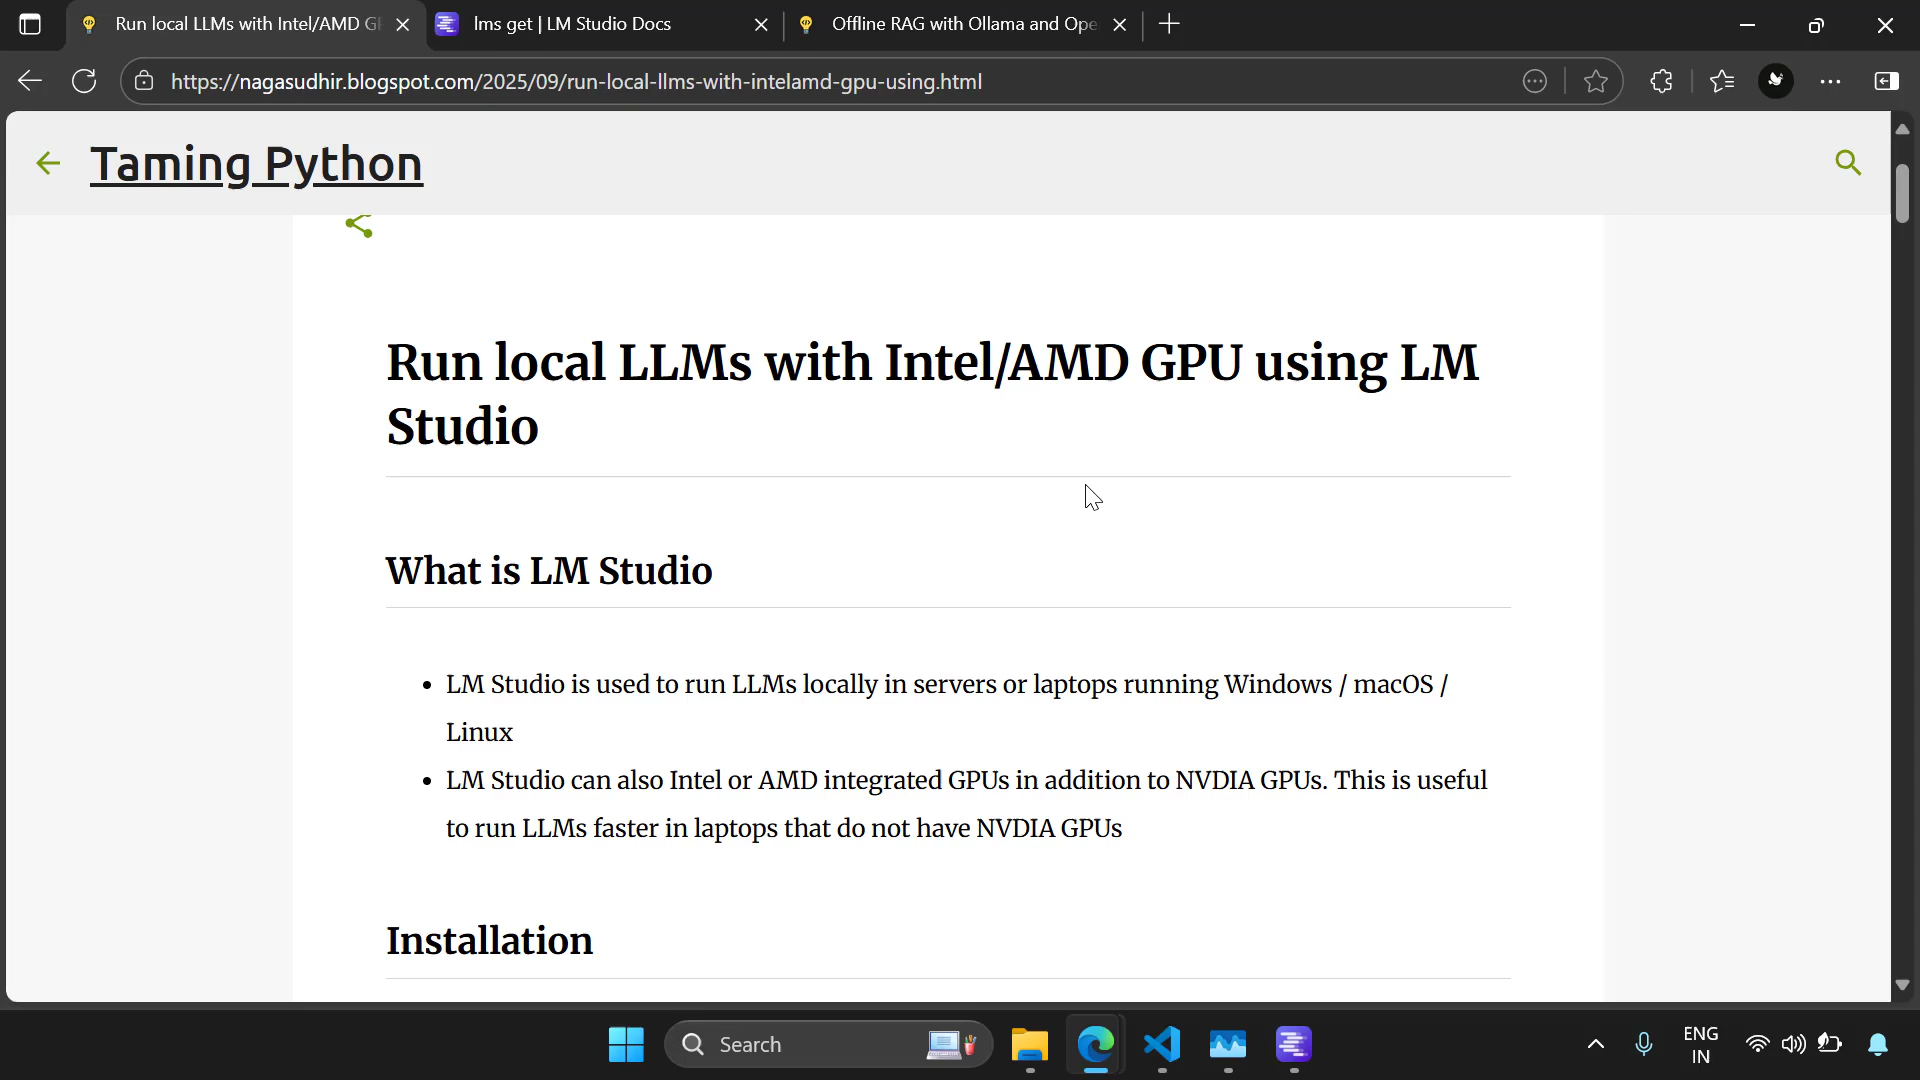 Run local LLMs with Intel/AMD GP
lms get | LM Studio Docs
Offline RAG with Ollama and Ope
https://nagasudhir.blogspot.com/2025/09/run-local-llms-with-intelamd-gpu-using.html
Taming Python
Run local LLMs with Intel/AMD GPU using LM
Studio
What is LM Studio
LM Studio is used to run LLMs locally in servers or laptops running Windows / macOS /
Linux
LM Studio can also Intel or AMD integrated GPUs in addition to NVDIA GPUs. This is useful
to run LLMs faster in laptops that do not have NVDIA GPUs
Installation
Search
ENG
IN